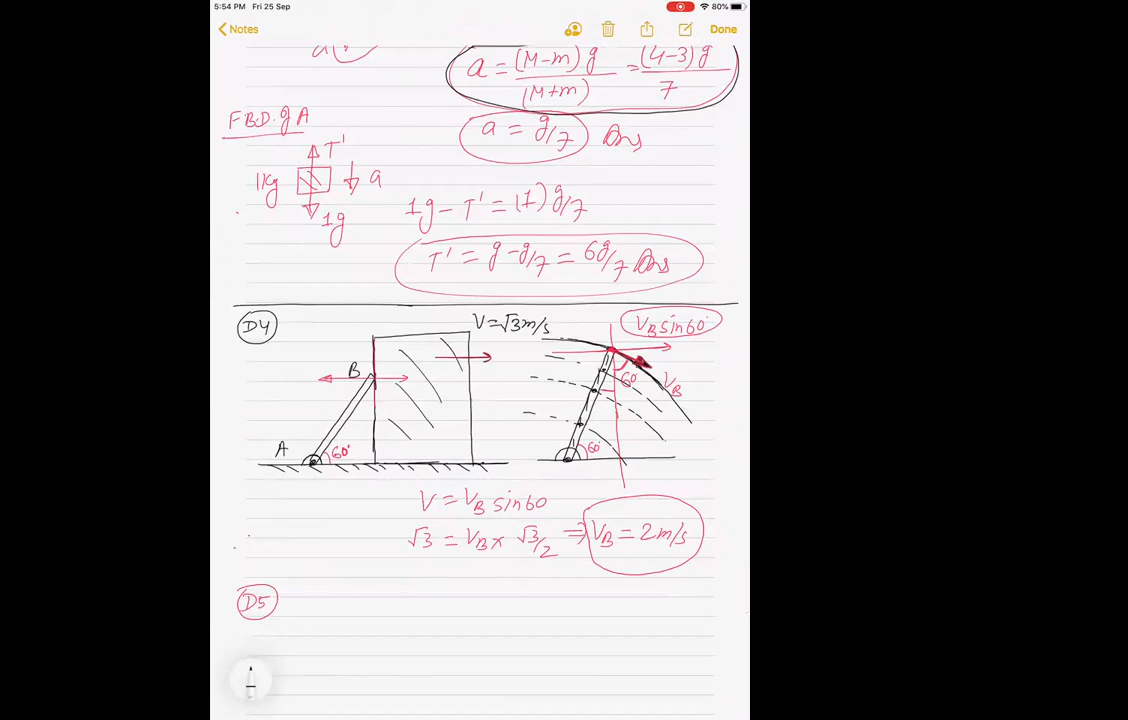 5:54 PM Fri 25 Sep
80%
Notes
Done
a = (M-m)g/(M+m) = (4-3)g/7
F.B.D. of A
a = g/7 Ans
T'
1kg
a
1g
1g - T' = (1) g/7
T' = g - g/7 = 6g/7 Ans
D4
V = √3 m/s
VB sin60°
B
60°
VB
A
60°
60°
V = VB sin60
√3 = VB × √3/2 ⇒ VB = 2 m/s
D5